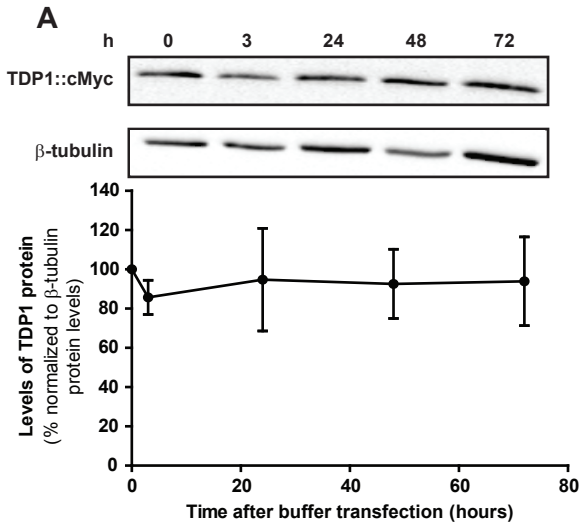 A
h 0 3 24 48 72
TDP1::cMyc
β-tubulin
Levels of TDP1 protein
(% normalized to β-tubulin
protein levels)
140
120
100
80
60
40
20
0
0 20 40 60 80
Time after buffer transfection (hours)